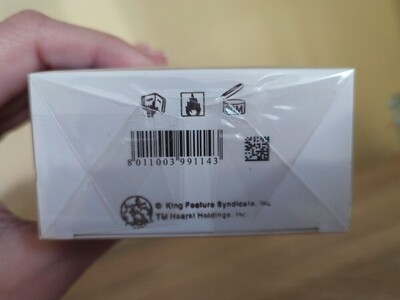 8 011003 991143
© King Feature Syndicate, Inc.
TM Hearst Holdings, Inc.